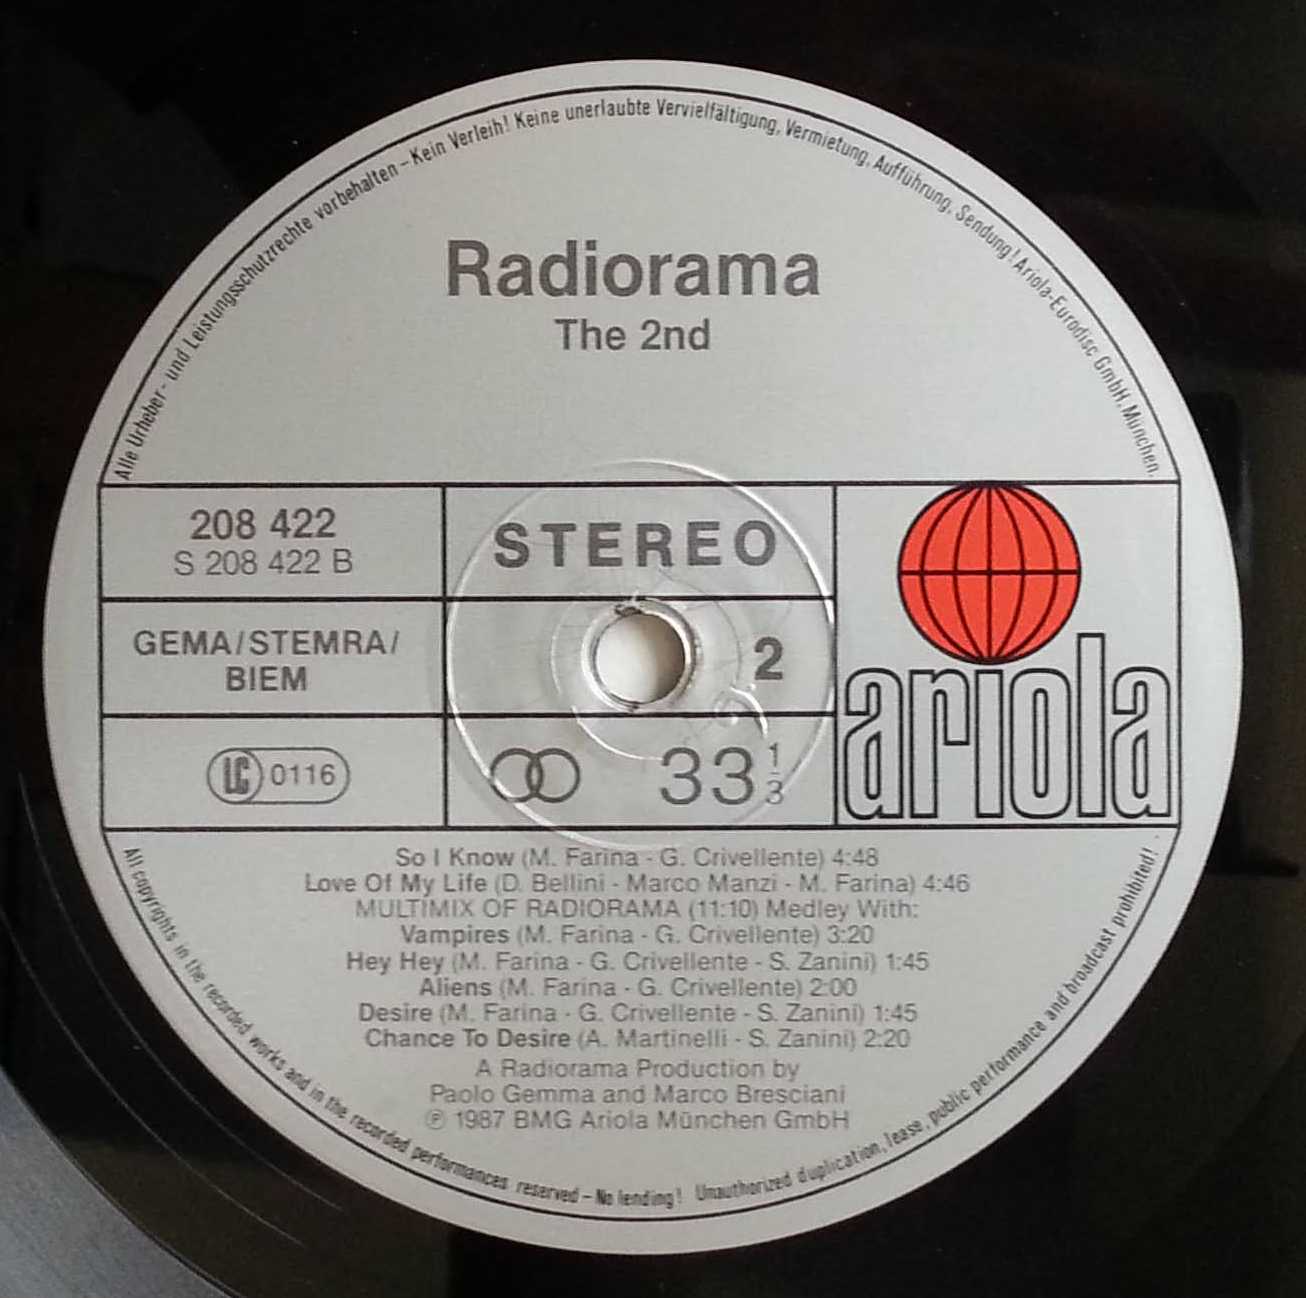 Alle Urheber- und Leistungsschutzrechte vorbehalten – Kein Verleih! Keine unerlaubte Vervielfältigung, Vermietung, Aufführung, Sendung! Ariola-Eurodisc GmbH, München.
Radiorama
The 2nd
208 422
S 208 422 B
STEREO
GEMA/STEMRA/
BIEM
2
LC 0116
33 1/3
ariola
So I Know (M. Farina - G. Crivellente) 4:48
Love Of My Life (D. Bellini - Marco Manzi - M. Farina) 4:46
MULTIMIX OF RADIORAMA (11:10) Medley With:
Vampires (M. Farina - G. Crivellente) 3:20
Hey Hey (M. Farina - G. Crivellente - S. Zanini) 1:45
Aliens (M. Farina - G. Crivellente) 2:00
Desire (M. Farina - G. Crivellente - S. Zanini) 1:45
Chance To Desire (A. Martinelli - S. Zanini) 2:20
A Radiorama Production by
Paolo Gemma and Marco Bresciani
℗ 1987 BMG Ariola München GmbH
All copyrights in the recorded works and in the recorded performances reserved – No lending! Unauthorized duplication, lease, public performance and broadcast prohibited!